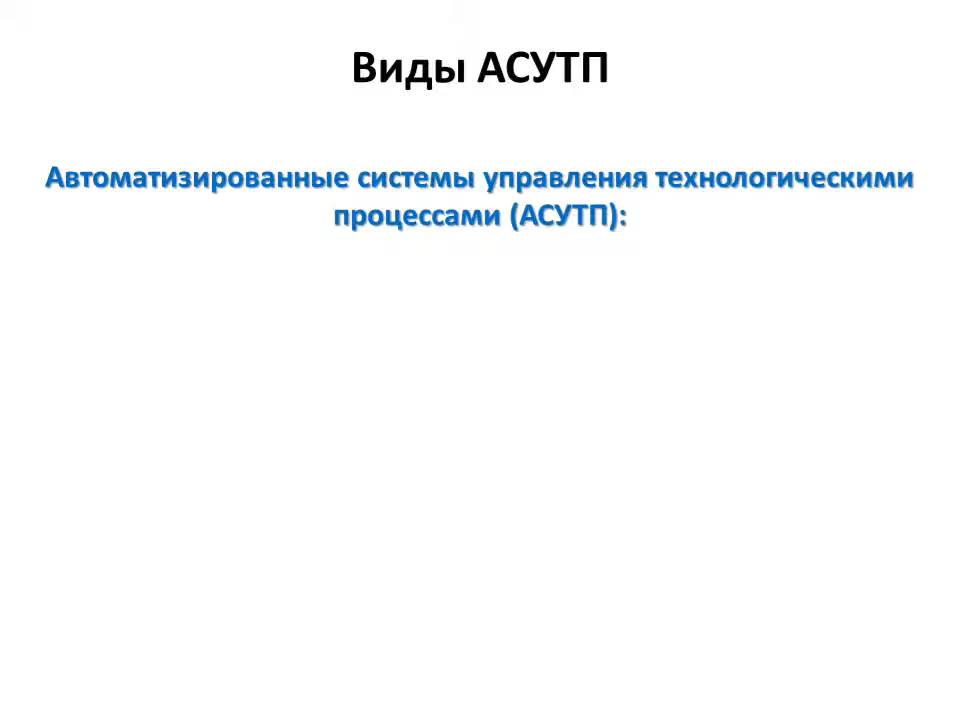 Виды АСУТП
Автоматизированные системы управления технологическими
процессами (АСУТП):